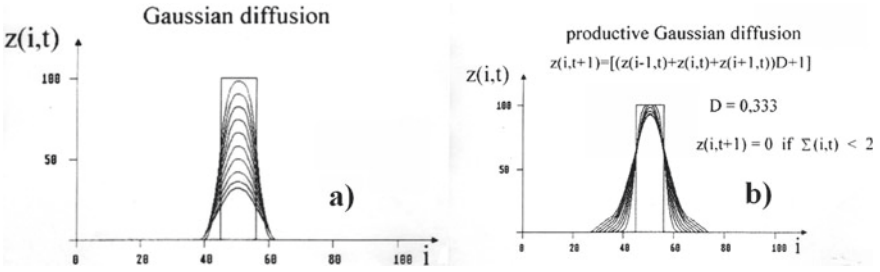 Gaussian diffusion
z(i,t)
100
50
a)
0
20
40
60
80
100 i
productive Gaussian diffusion
z(i,t+1)=[(z(i-1,t)+z(i,t)+z(i+1,t))D+1]
z(i,t)
100
D = 0,333
z(i,t+1) = 0 if Σ(i,t) < 2
50
b)
0
20
40
60
80
100 i